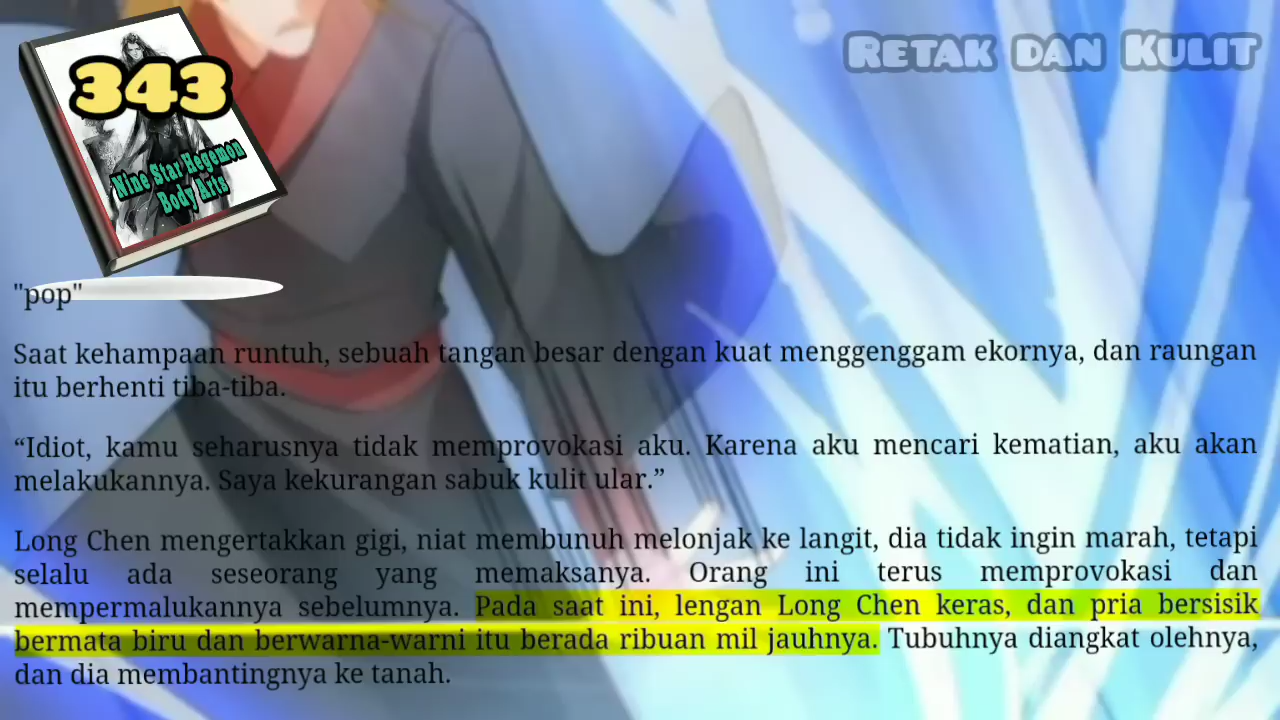 343
Nine Star Hegemon
Body Arts
Retak dan Kulit
"pop"
Saat kehampaan runtuh, sebuah tangan besar dengan kuat menggenggam ekornya, dan raungan
itu berhenti tiba-tiba.
“Idiot, kamu seharusnya tidak memprovokasi aku. Karena aku mencari kematian, aku akan
melakukannya. Saya kekurangan sabuk kulit ular.”
Long Chen mengertakkan gigi, niat membunuh melonjak ke langit, dia tidak ingin marah, tetapi
selalu ada seseorang yang memaksanya. Orang ini terus memprovokasi dan
mempermalukannya sebelumnya. Pada saat ini, lengan Long Chen keras, dan pria bersisik
bermata biru dan berwarna-warni itu berada ribuan mil jauhnya. Tubuhnya diangkat olehnya,
dan dia membantingnya ke tanah.